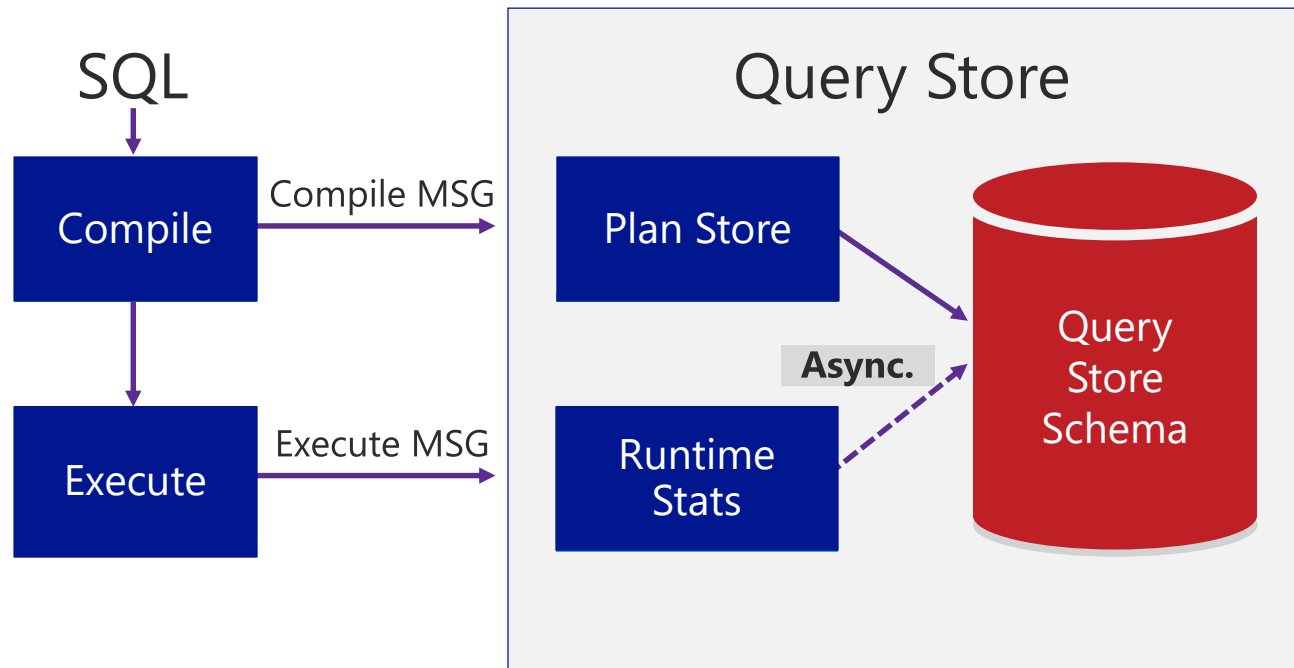 SQL
Query Store
Compile
Compile MSG
Plan Store
Query
Store
Schema
Async.
Execute
Execute MSG
Runtime
Stats